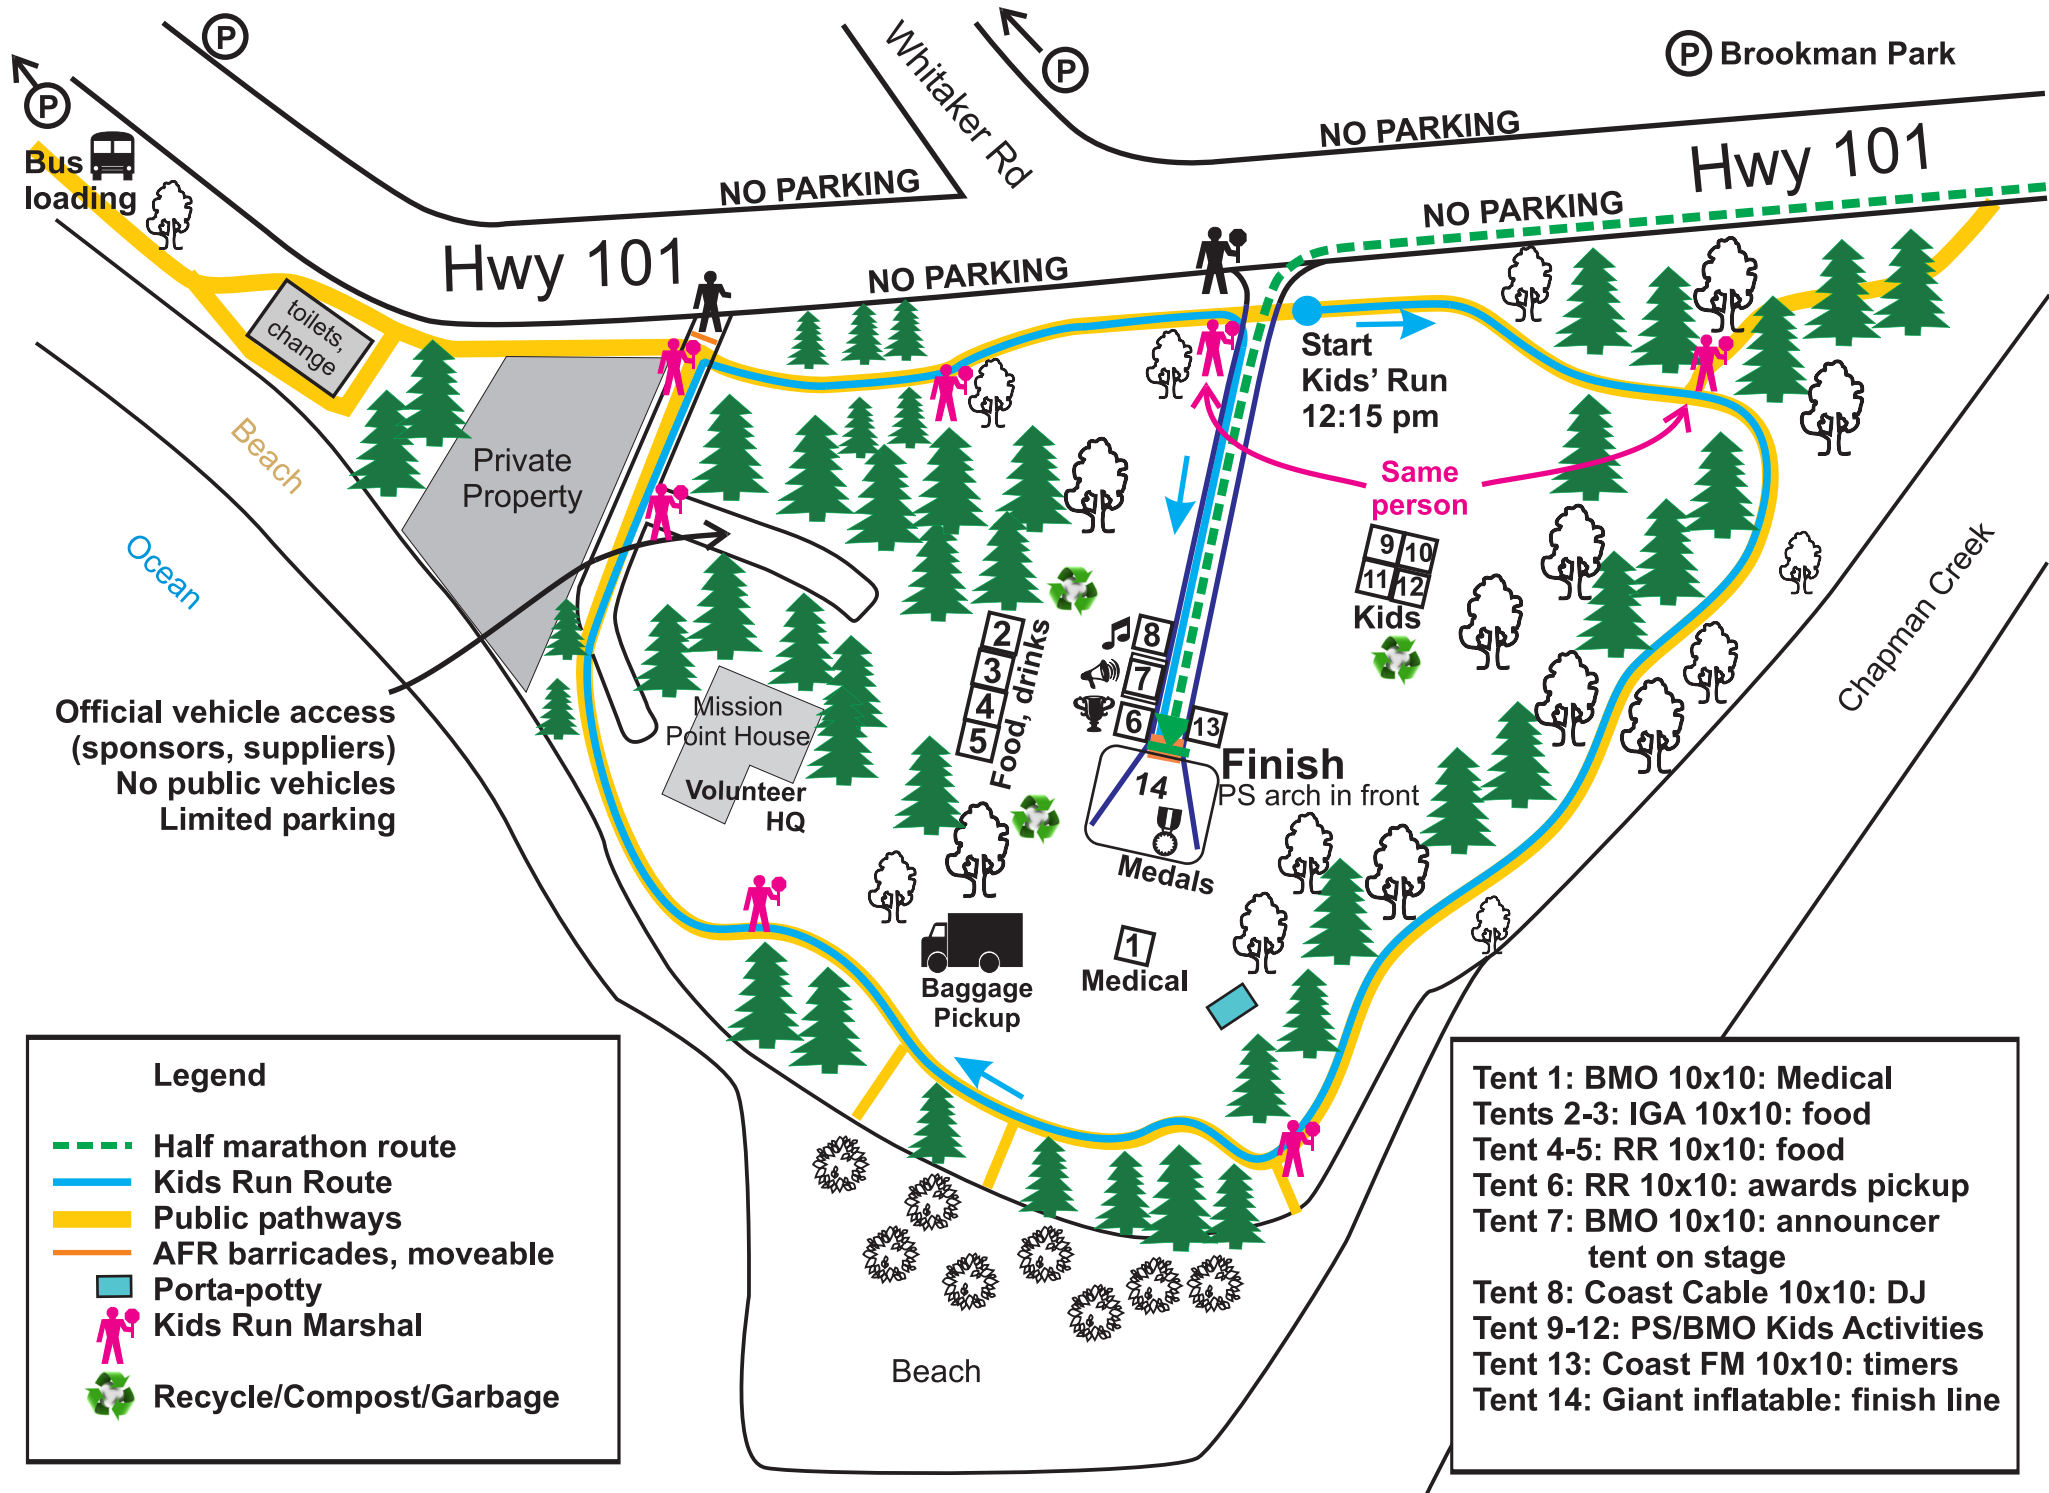 P
P
P
P Brookman Park
Whitaker Rd
NO PARKING
Hwy 101
NO PARKING
NO PARKING
Bus
loading
Hwy 101
NO PARKING
toilets,
change
Start
Kids' Run
12:15 pm
Beach
Private
Property
Same
person
Ocean
9
10
11
12
Kids
Chapman Creek
2
3
4
5
Food, drinks
8
7
6
13
Official vehicle access
(sponsors, suppliers)
No public vehicles
Limited parking
Mission
Point House
Volunteer
HQ
Finish
PS arch in front
14
Medals
1
Medical
Baggage
Pickup
Legend
Half marathon route
Kids Run Route
Public pathways
AFR barricades, moveable
Porta-potty
Kids Run Marshal
Recycle/Compost/Garbage
Beach
Tent 1: BMO 10x10: Medical
Tents 2-3: IGA 10x10: food
Tent 4-5: RR 10x10: food
Tent 6: RR 10x10: awards pickup
Tent 7: BMO 10x10: announcer
tent on stage
Tent 8: Coast Cable 10x10: DJ
Tent 9-12: PS/BMO Kids Activities
Tent 13: Coast FM 10x10: timers
Tent 14: Giant inflatable: finish line